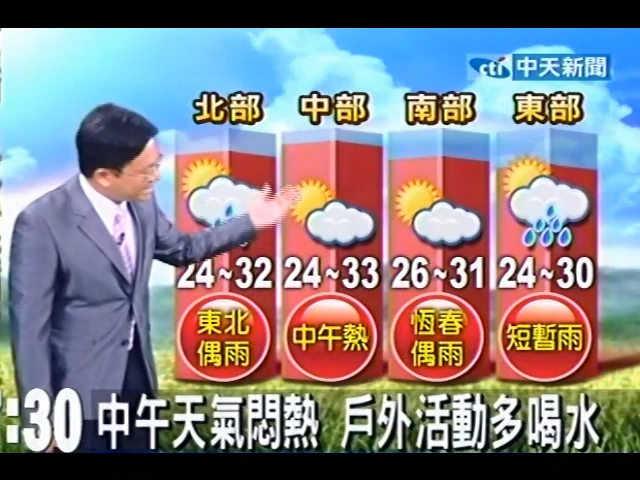 cti 中天新聞
北部 中部 南部 東部
24~32 24~33 26~31 24~30
東北偶雨 中午熱 恆春偶雨 短暫雨
:30 中午天氣悶熱 戶外活動多喝水